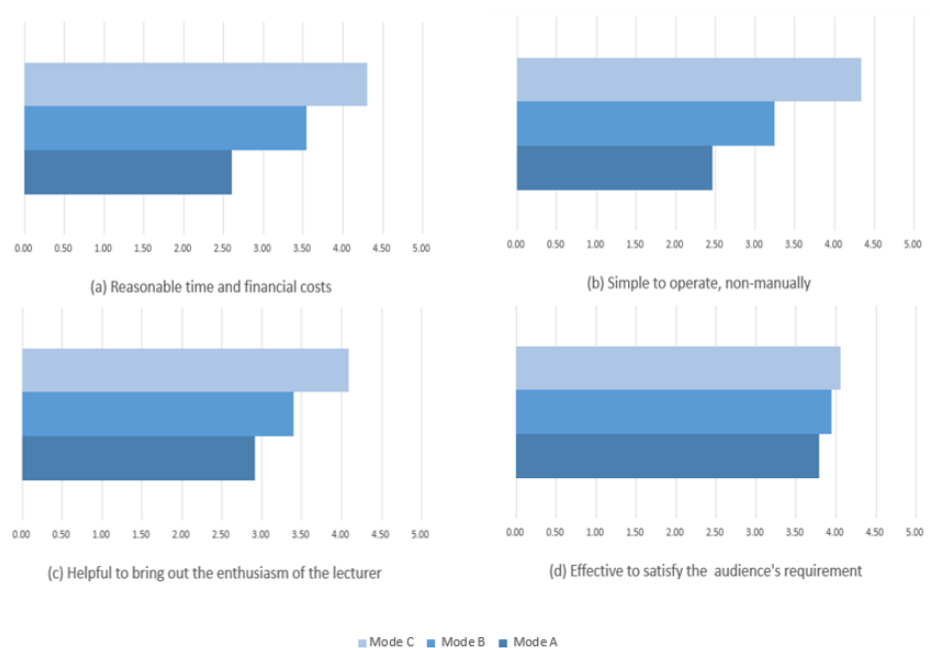 0.00 0.50 1.00 1.50 2.00 2.50 3.00 3.50 4.00 4.50 5.00
(a) Reasonable time and financial costs
0.00 0.50 1.00 1.50 2.00 2.50 3.00 3.50 4.00 4.50 5.00
(b) Simple to operate, non-manually
0.00 0.50 1.00 1.50 2.00 2.50 3.00 3.50 4.00 4.50 5.00
(c) Helpful to bring out the enthusiasm of the lecturer
0.00 0.50 1.00 1.50 2.00 2.50 3.00 3.50 4.00 4.50 5.00
(d) Effective to satisfy the audience's requirement
Mode C Mode B Mode A